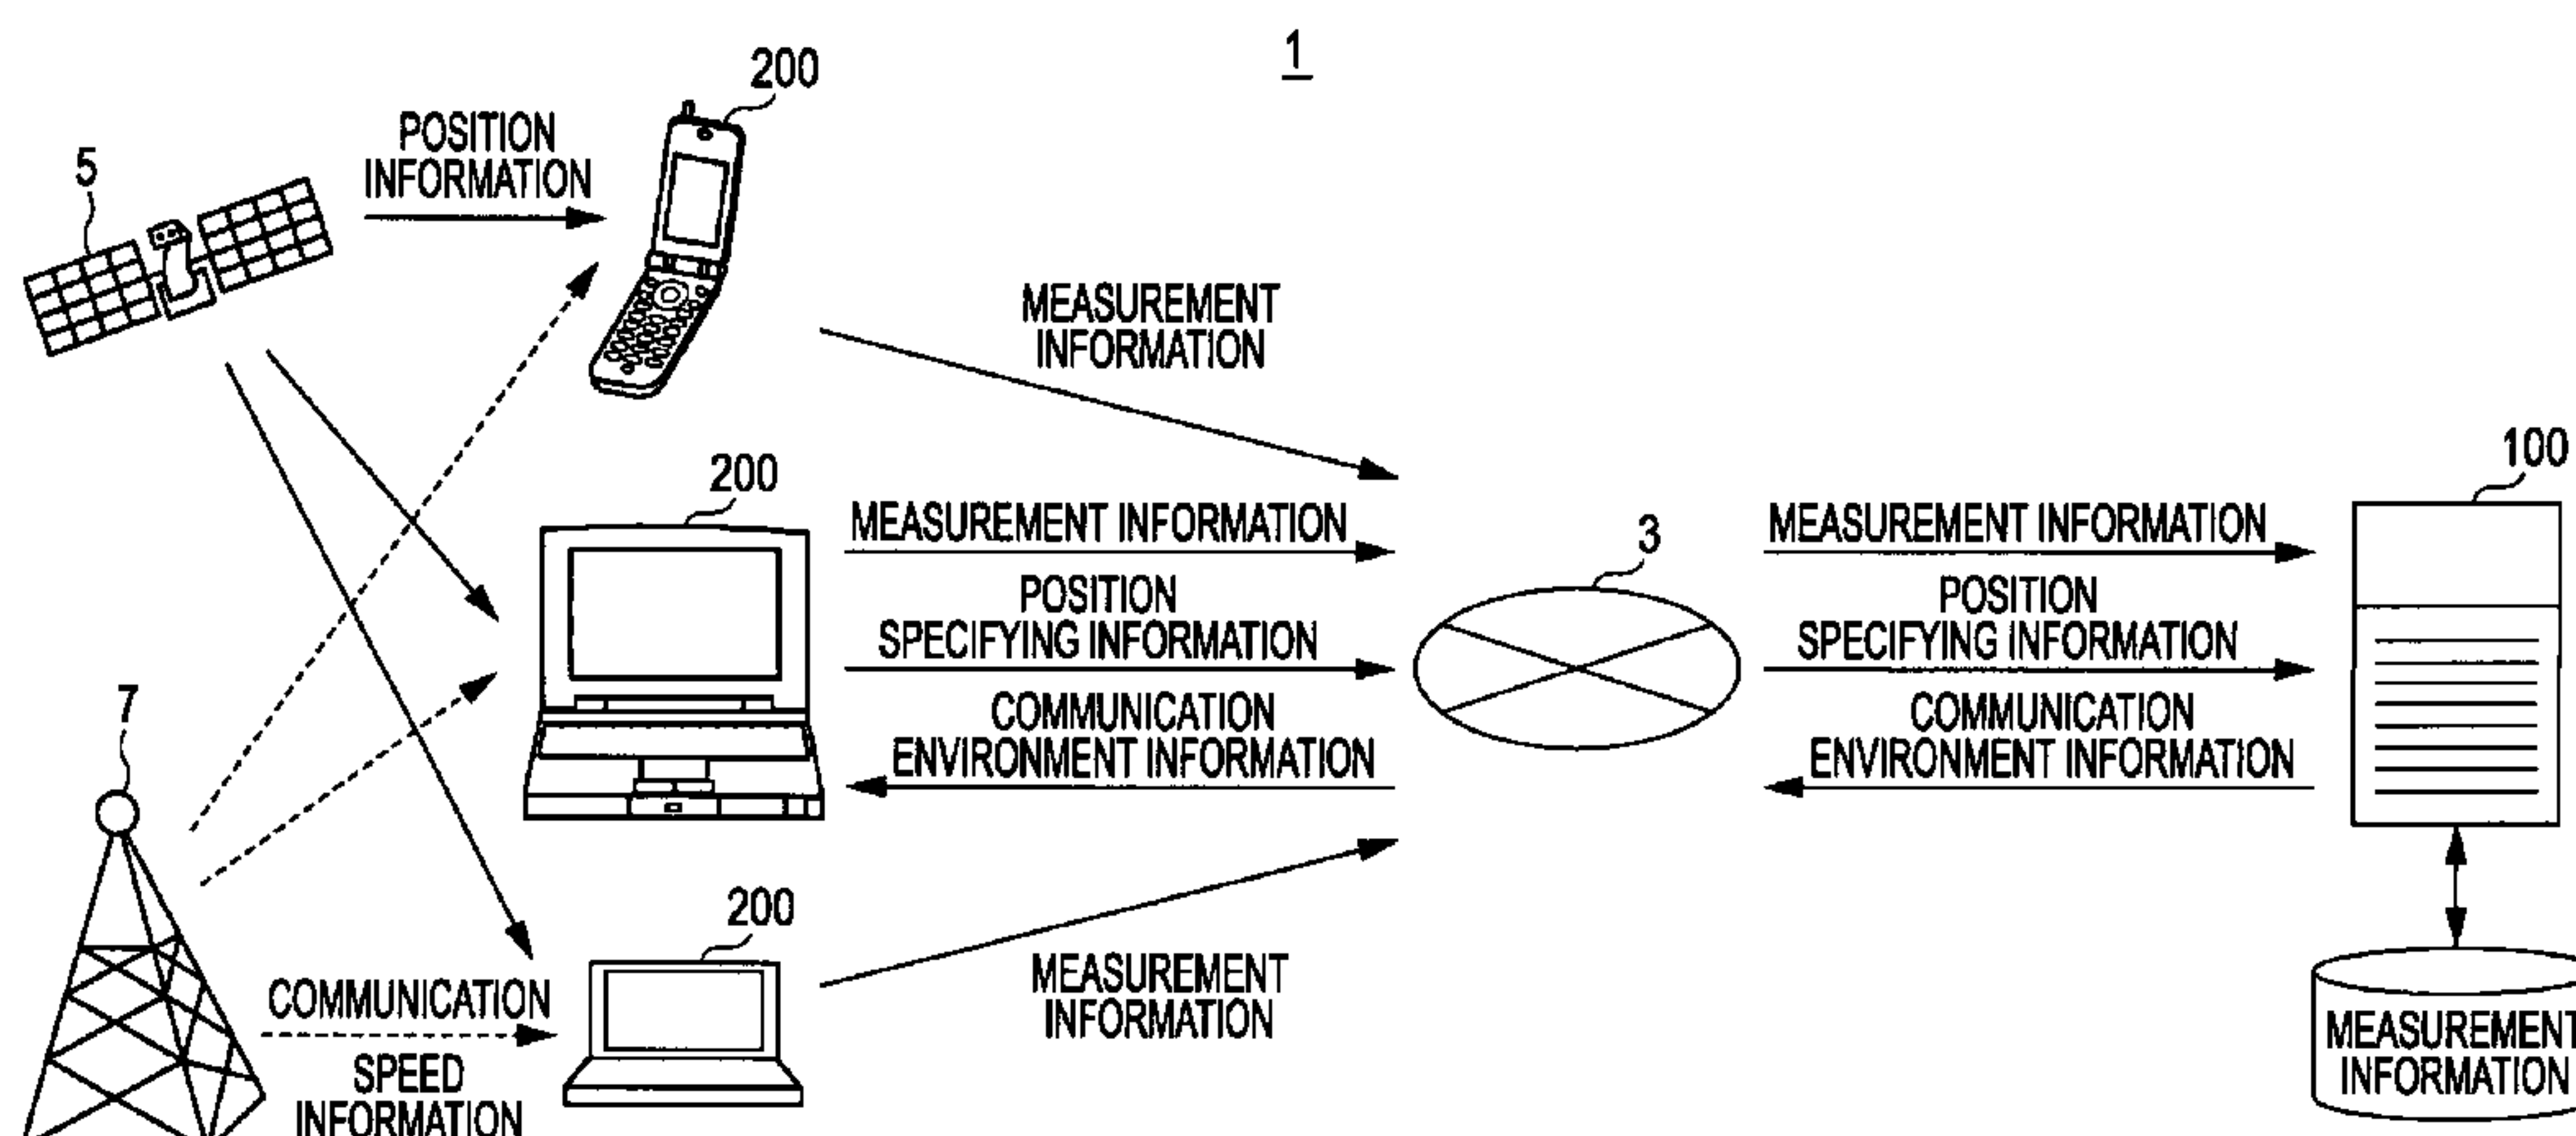 1
200
POSITION
INFORMATION
5
MEASUREMENT
INFORMATION
200
100
MEASUREMENT INFORMATION
3
MEASUREMENT INFORMATION
POSITION
SPECIFYING INFORMATION
POSITION
SPECIFYING INFORMATION
7
COMMUNICATION
ENVIRONMENT INFORMATION
COMMUNICATION
ENVIRONMENT INFORMATION
200
COMMUNICATION
SPEED
INFORMATION
MEASUREMENT
INFORMATION
MEASUREMENT
INFORMATION